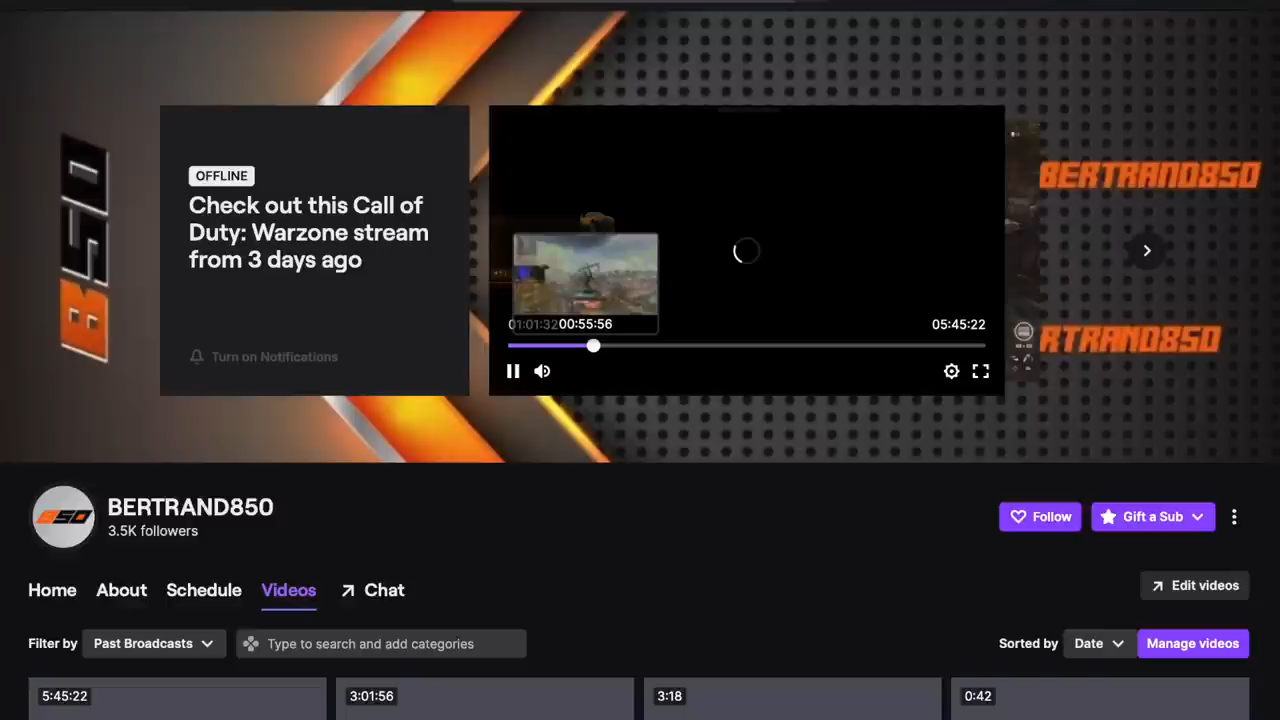 B50
BERTRAND850
OFFLINE
Check out this Call of
Duty: Warzone stream
from 3 days ago
Turn on Notifications
01:01:32
00:55:56
05:45:22
RTRAND850
850
BERTRAND850
3.5K followers
Follow
Gift a Sub
Home
About
Schedule
Videos
Chat
Edit videos
Filter by
Past Broadcasts
Type to search and add categories
Sorted by
Date
Manage videos
5:45:22
3:01:56
3:18
0:42